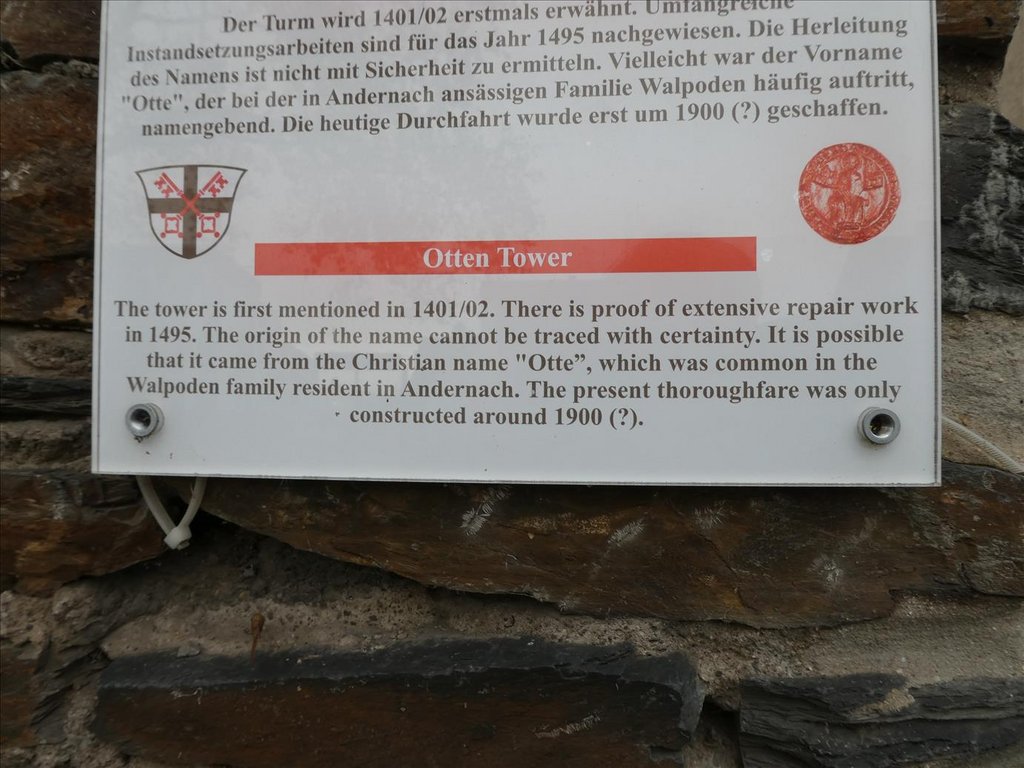 Der Turm wird 1401/02 erstmals erwähnt. Umfangreiche
Instandsetzungsarbeiten sind für das Jahr 1495 nachgewiesen. Die Herleitung
des Namens ist nicht mit Sicherheit zu ermitteln. Vielleicht war der Vorname
"Otte", der bei der in Andernach ansässigen Familie Walpoden häufig auftritt,
namengebend. Die heutige Durchfahrt wurde erst um 1900 (?) geschaffen.
Otten Tower
The tower is first mentioned in 1401/02. There is proof of extensive repair work
in 1495. The origin of the name cannot be traced with certainty. It is possible
that it came from the Christian name "Otte”, which was common in the
Walpoden family resident in Andernach. The present thoroughfare was only
constructed around 1900 (?).